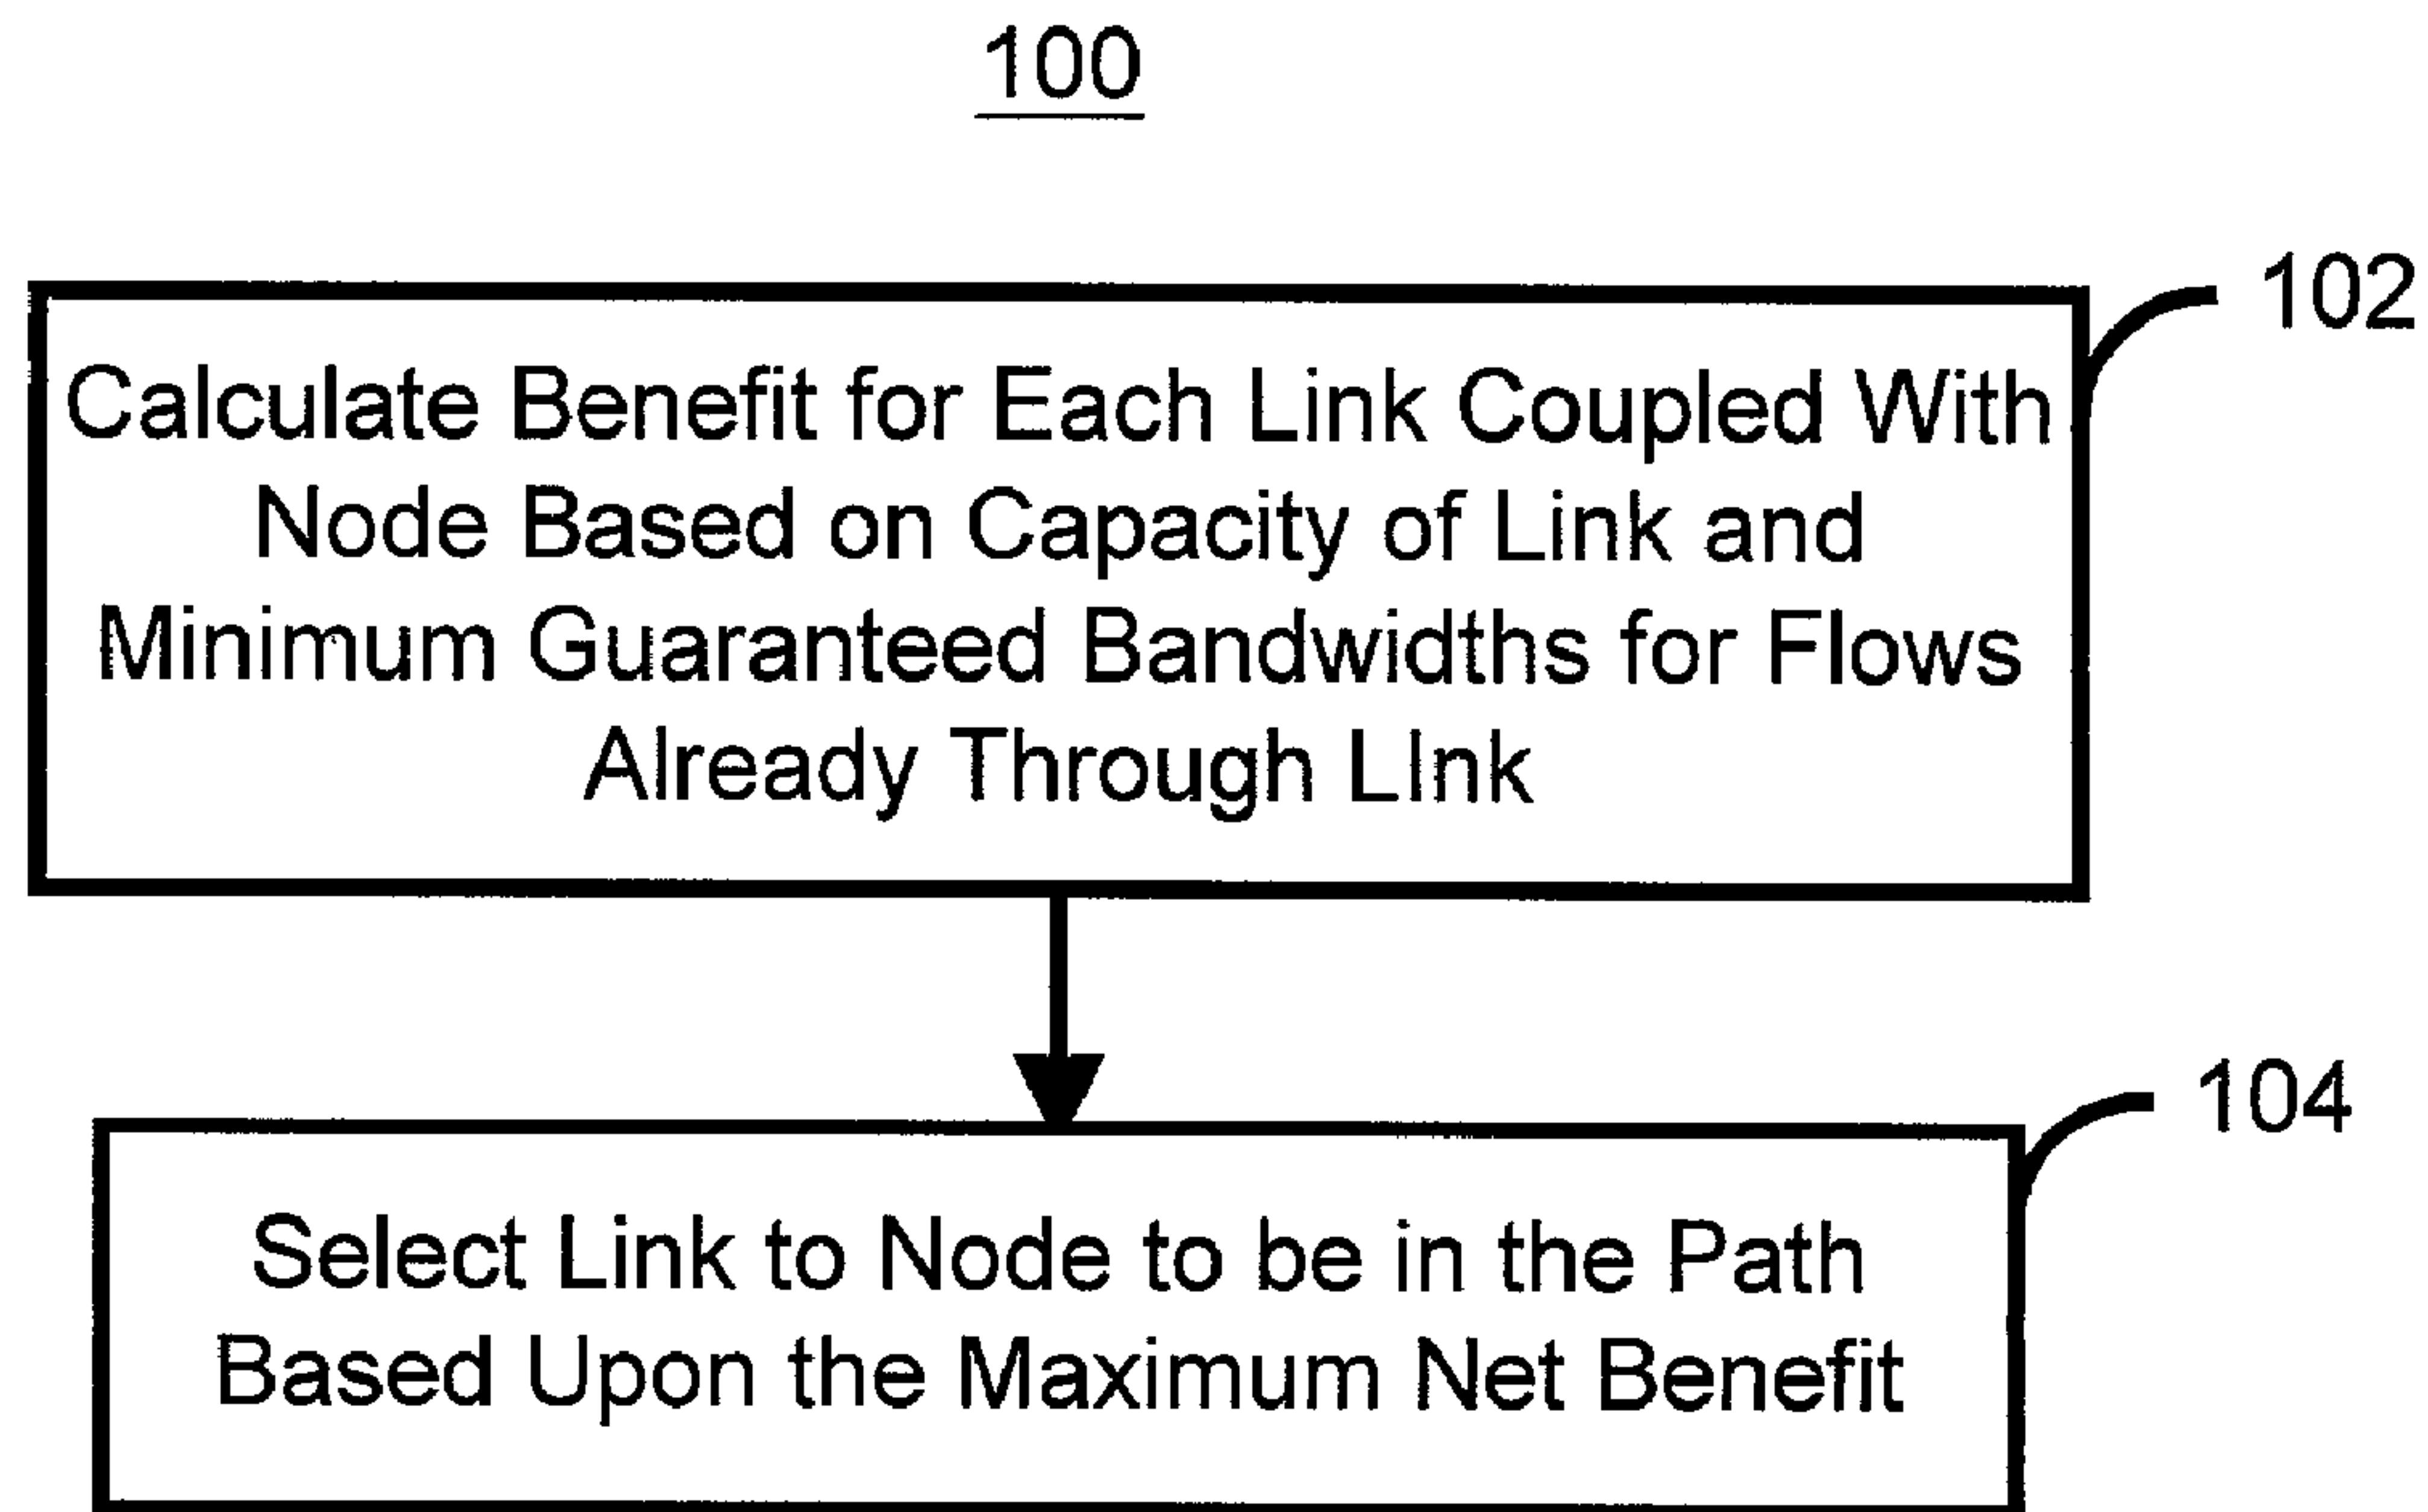 100
102
Calculate Benefit for Each Link Coupled With
Node Based on Capacity of Link and
Minimum Guaranteed Bandwidths for Flows
Already Through LInk
104
Select Link to Node to be in the Path
Based Upon the Maximum Net Benefit